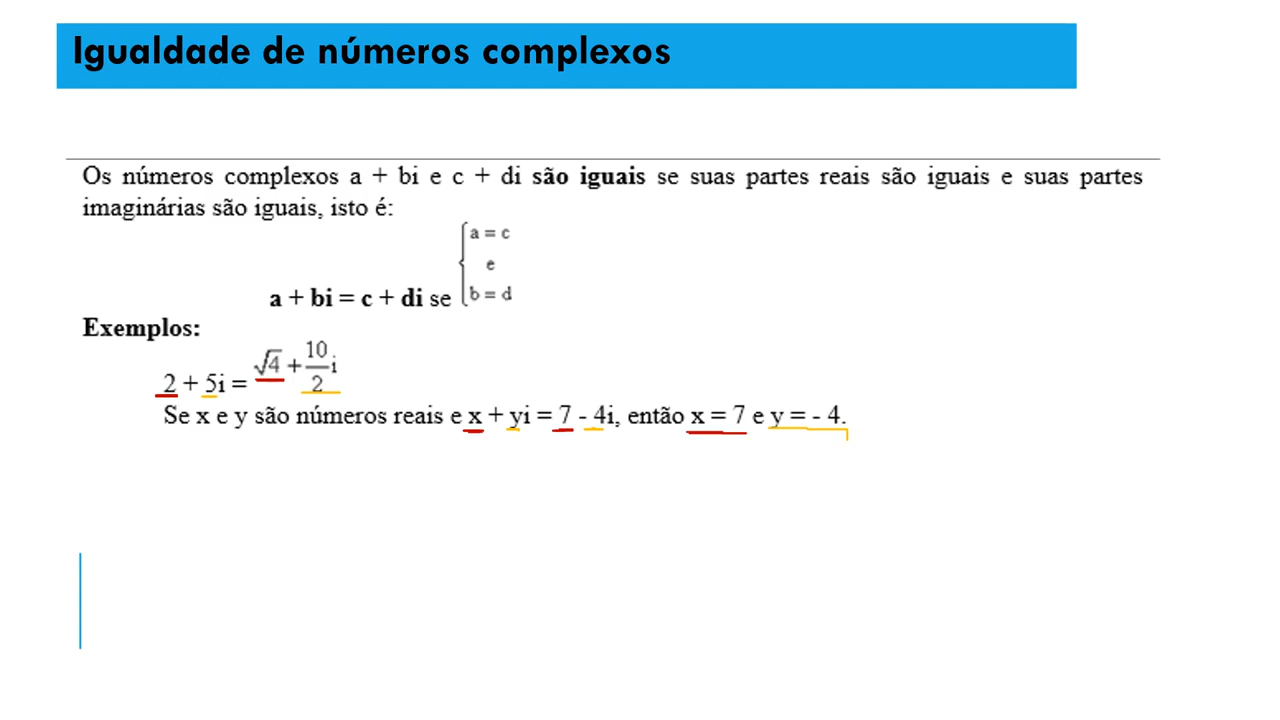 Igualdade de números complexos
Os números complexos a + bi e c + di são iguais se suas partes reais são iguais e suas partes
imaginárias são iguais, isto é:
a + bi = c + di se { a = c e b = d
Exemplos:
2 + 5i = √4 + 10/2 i
Se x e y são números reais e x + yi = 7 - 4i, então x = 7 e y = - 4.